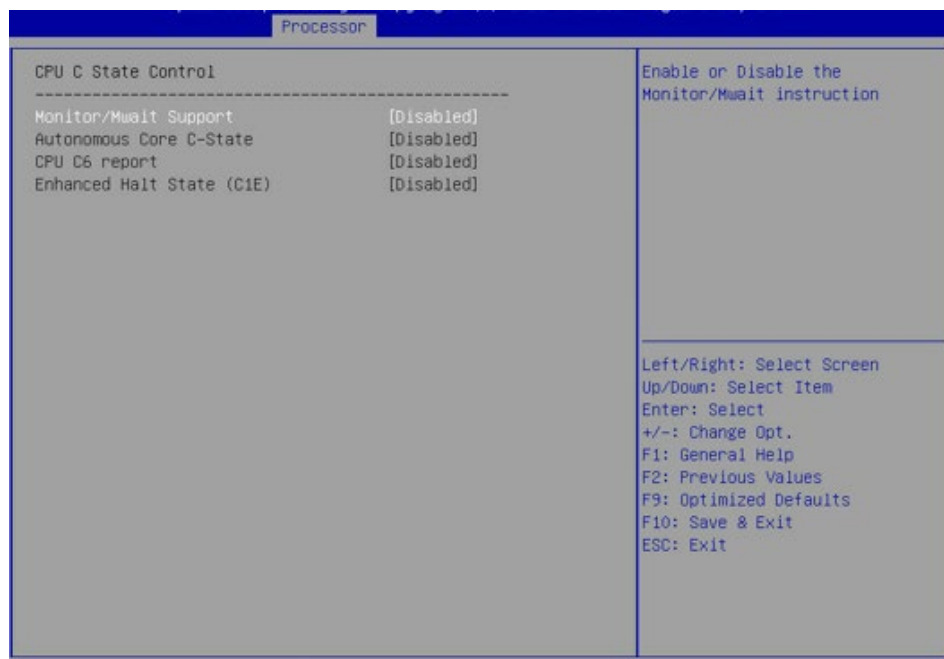 Processor
CPU C State Control
--------------------------------------------------
Monitor/Mwait Support [Disabled]
Autonomous Core C-State [Disabled]
CPU C6 report [Disabled]
Enhanced Halt State (C1E) [Disabled]
Enable or Disable the
Monitor/Mwait instruction
Left/Right: Select Screen
Up/Down: Select Item
Enter: Select
+/-: Change Opt.
F1: General Help
F2: Previous Values
F9: Optimized Defaults
F10: Save & Exit
ESC: Exit